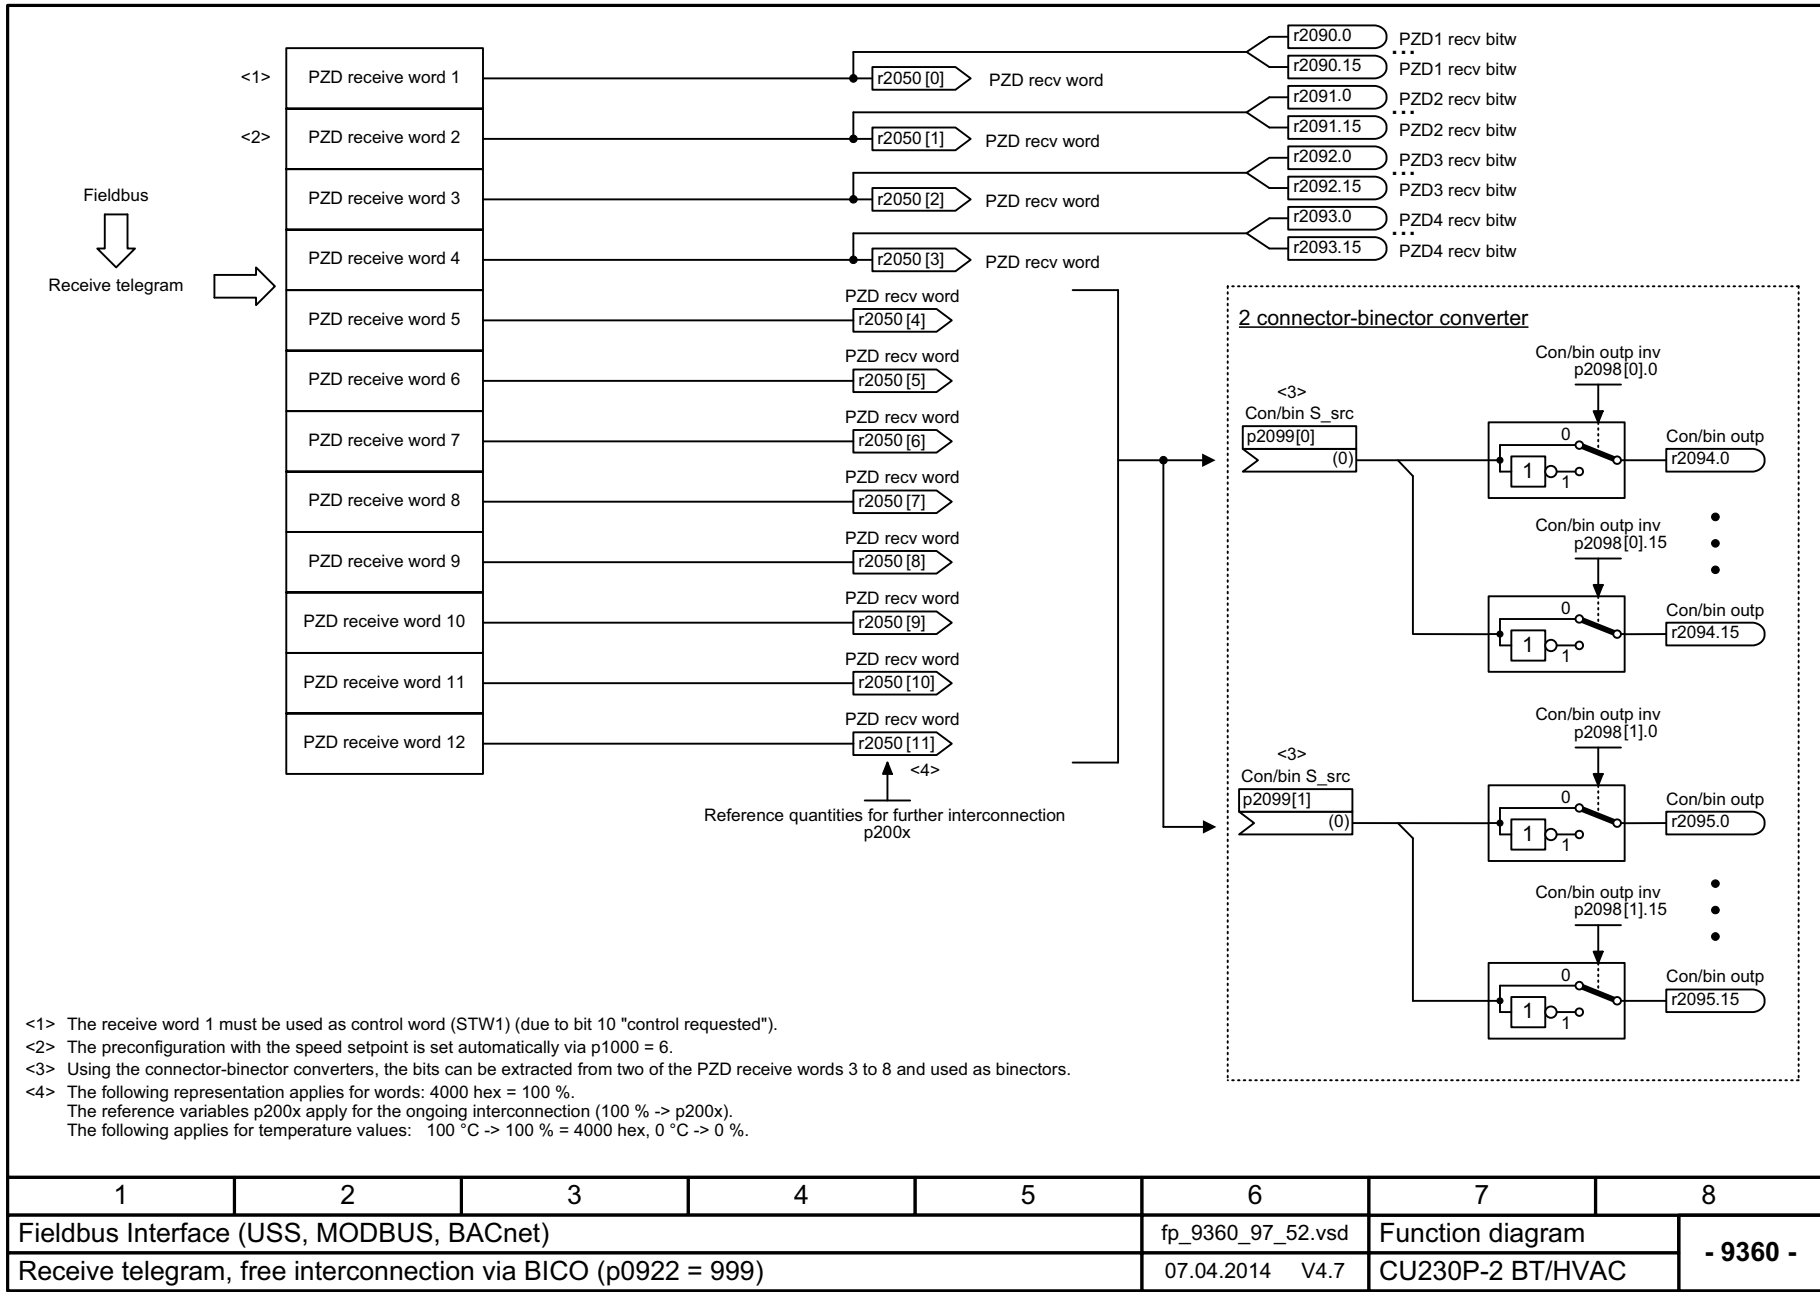 r2090.0
PZD1 recv bitw
...
<1>
PZD receive word 1
r2050 [0]
PZD recv word
r2090.15
PZD1 recv bitw
r2091.0
PZD2 recv bitw
...
<2>
PZD receive word 2
r2050 [1]
PZD recv word
r2091.15
PZD2 recv bitw
r2092.0
PZD3 recv bitw
...
Fieldbus
PZD receive word 3
r2050 [2]
PZD recv word
r2092.15
PZD3 recv bitw
r2093.0
PZD4 recv bitw
...
PZD receive word 4
r2050 [3]
PZD recv word
r2093.15
PZD4 recv bitw
Receive telegram
PZD recv word
PZD receive word 5
r2050 [4]
PZD recv word
PZD receive word 6
r2050 [5]
PZD recv word
PZD receive word 7
r2050 [6]
PZD recv word
PZD receive word 8
r2050 [7]
PZD recv word
PZD receive word 9
r2050 [8]
PZD recv word
PZD receive word 10
r2050 [9]
PZD recv word
PZD receive word 11
r2050 [10]
PZD recv word
PZD receive word 12
r2050 [11]
<4>
Reference quantities for further interconnection
p200x
2 connector-binector converter
Con/bin outp inv
p2098 [0].0
<3>
Con/bin S_src
p2099[0]
(0)
0
1
1
Con/bin outp
r2094.0
Con/bin outp inv
p2098 [0].15
0
1
1
Con/bin outp
r2094.15
Con/bin outp inv
p2098 [1].0
<3>
Con/bin S_src
p2099[1]
(0)
0
1
1
Con/bin outp
r2095.0
Con/bin outp inv
p2098 [1].15
0
1
1
Con/bin outp
r2095.15
<1> The receive word 1 must be used as control word (STW1) (due to bit 10 "control requested").
<2> The preconfiguration with the speed setpoint is set automatically via p1000 = 6.
<3> Using the connector-binector converters, the bits can be extracted from two of the PZD receive words 3 to 8 and used as binectors.
<4> The following representation applies for words: 4000 hex = 100 %.
The reference variables p200x apply for the ongoing interconnection (100 % -> p200x).
The following applies for temperature values: 100 °C -> 100 % = 4000 hex, 0 °C -> 0 %.
1 2 3 4 5 6 7 8
Fieldbus Interface (USS, MODBUS, BACnet)
fp_9360_97_52.vsd
Function diagram
- 9360 -
Receive telegram, free interconnection via BICO (p0922 = 999)
07.04.2014 V4.7
CU230P-2 BT/HVAC